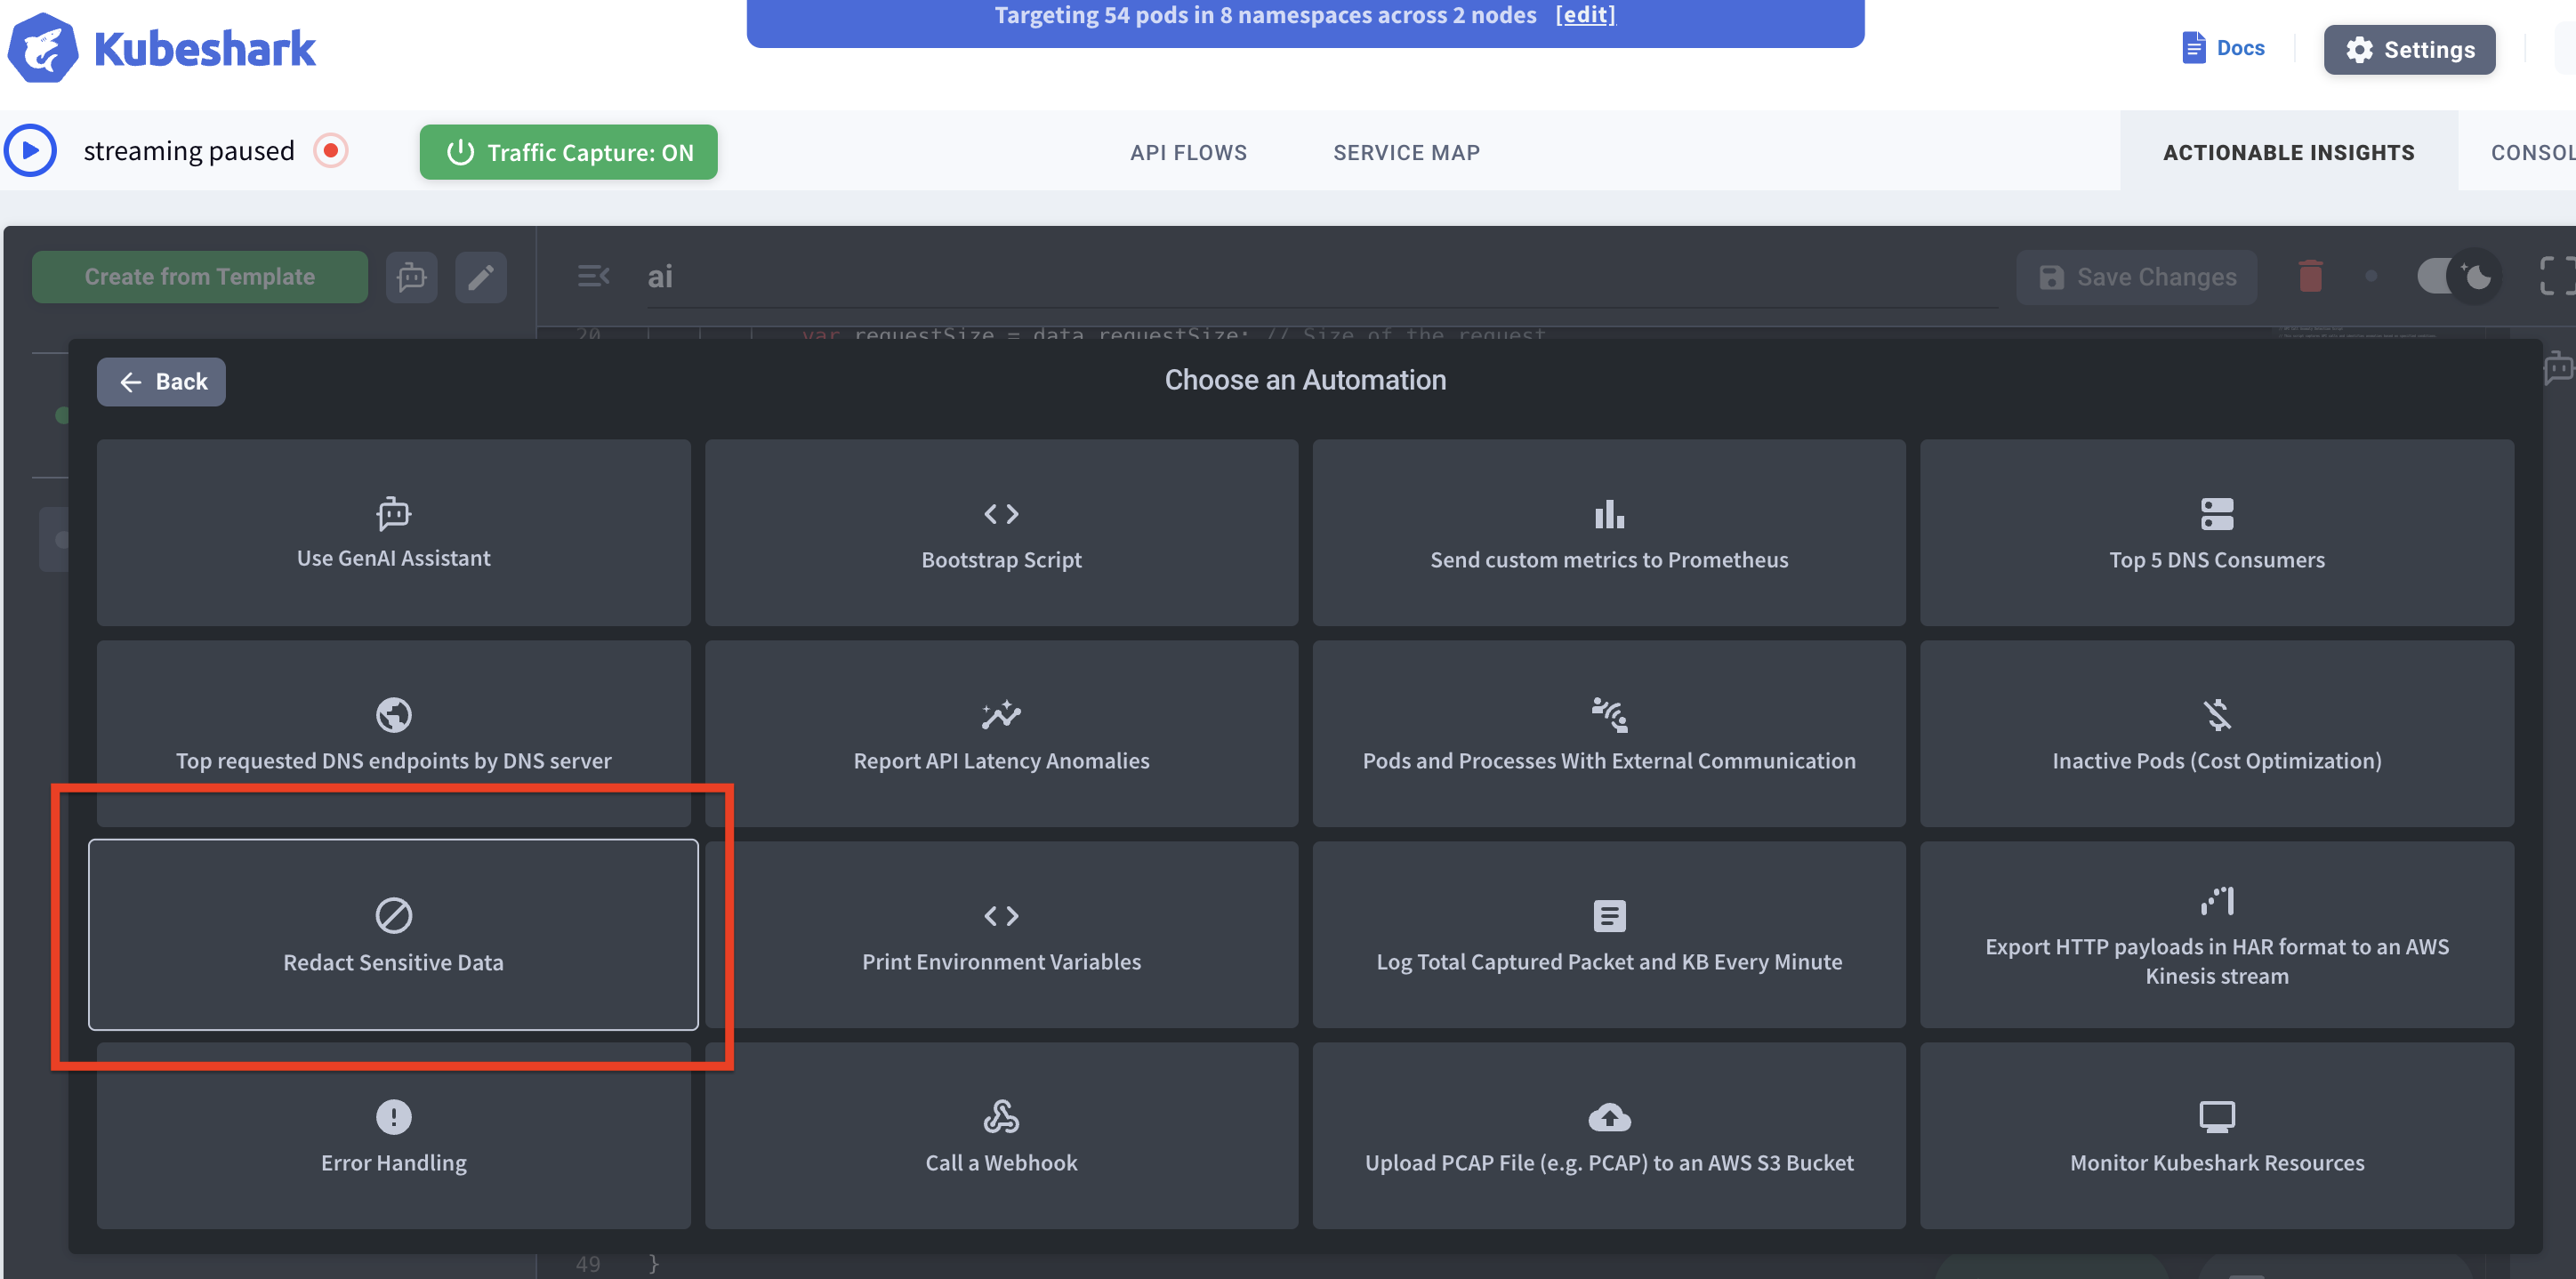 Targeting 54 pods in 8 namespaces across 2 nodes [edit]
Kubeshark
Docs
Settings
streaming paused
Traffic Capture: ON
API FLOWS
SERVICE MAP
ACTIONABLE INSIGHTS
CONSOL
Create from Template
ai
Save Changes
20 var requestSize = data.requestSize; // Size of the request
Back
Choose an Automation
Use GenAI Assistant
Bootstrap Script
Send custom metrics to Prometheus
Top 5 DNS Consumers
Top requested DNS endpoints by DNS server
Report API Latency Anomalies
Pods and Processes With External Communication
Inactive Pods (Cost Optimization)
Redact Sensitive Data
Print Environment Variables
Log Total Captured Packet and KB Every Minute
Export HTTP payloads in HAR format to an AWS
Kinesis stream
Error Handling
Call a Webhook
Upload PCAP File (e.g. PCAP) to an AWS S3 Bucket
Monitor Kubeshark Resources
49 }